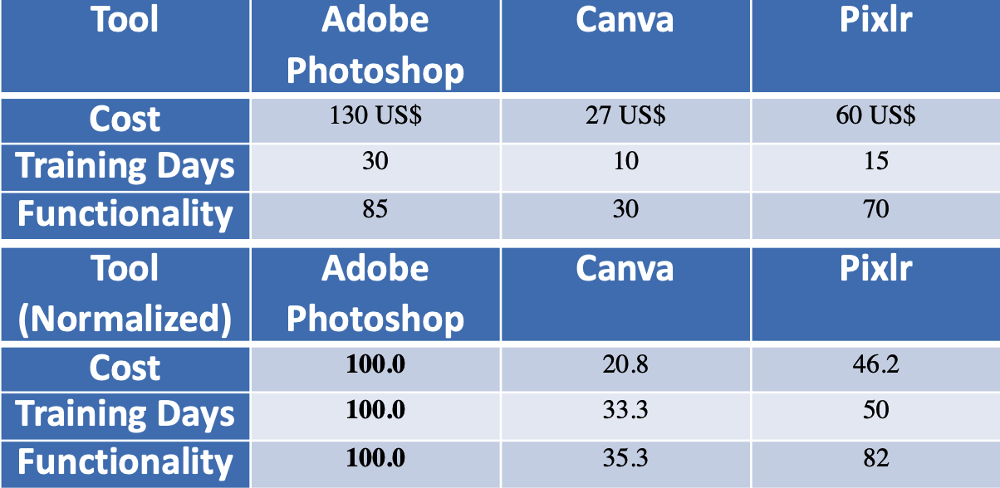 Tool Adobe Photoshop Canva Pixlr
Cost 130 US$ 27 US$ 60 US$
Training Days 30 10 15
Functionality 85 30 70
Tool (Normalized) Adobe Photoshop Canva Pixlr
Cost 100.0 20.8 46.2
Training Days 100.0 33.3 50
Functionality 100.0 35.3 82